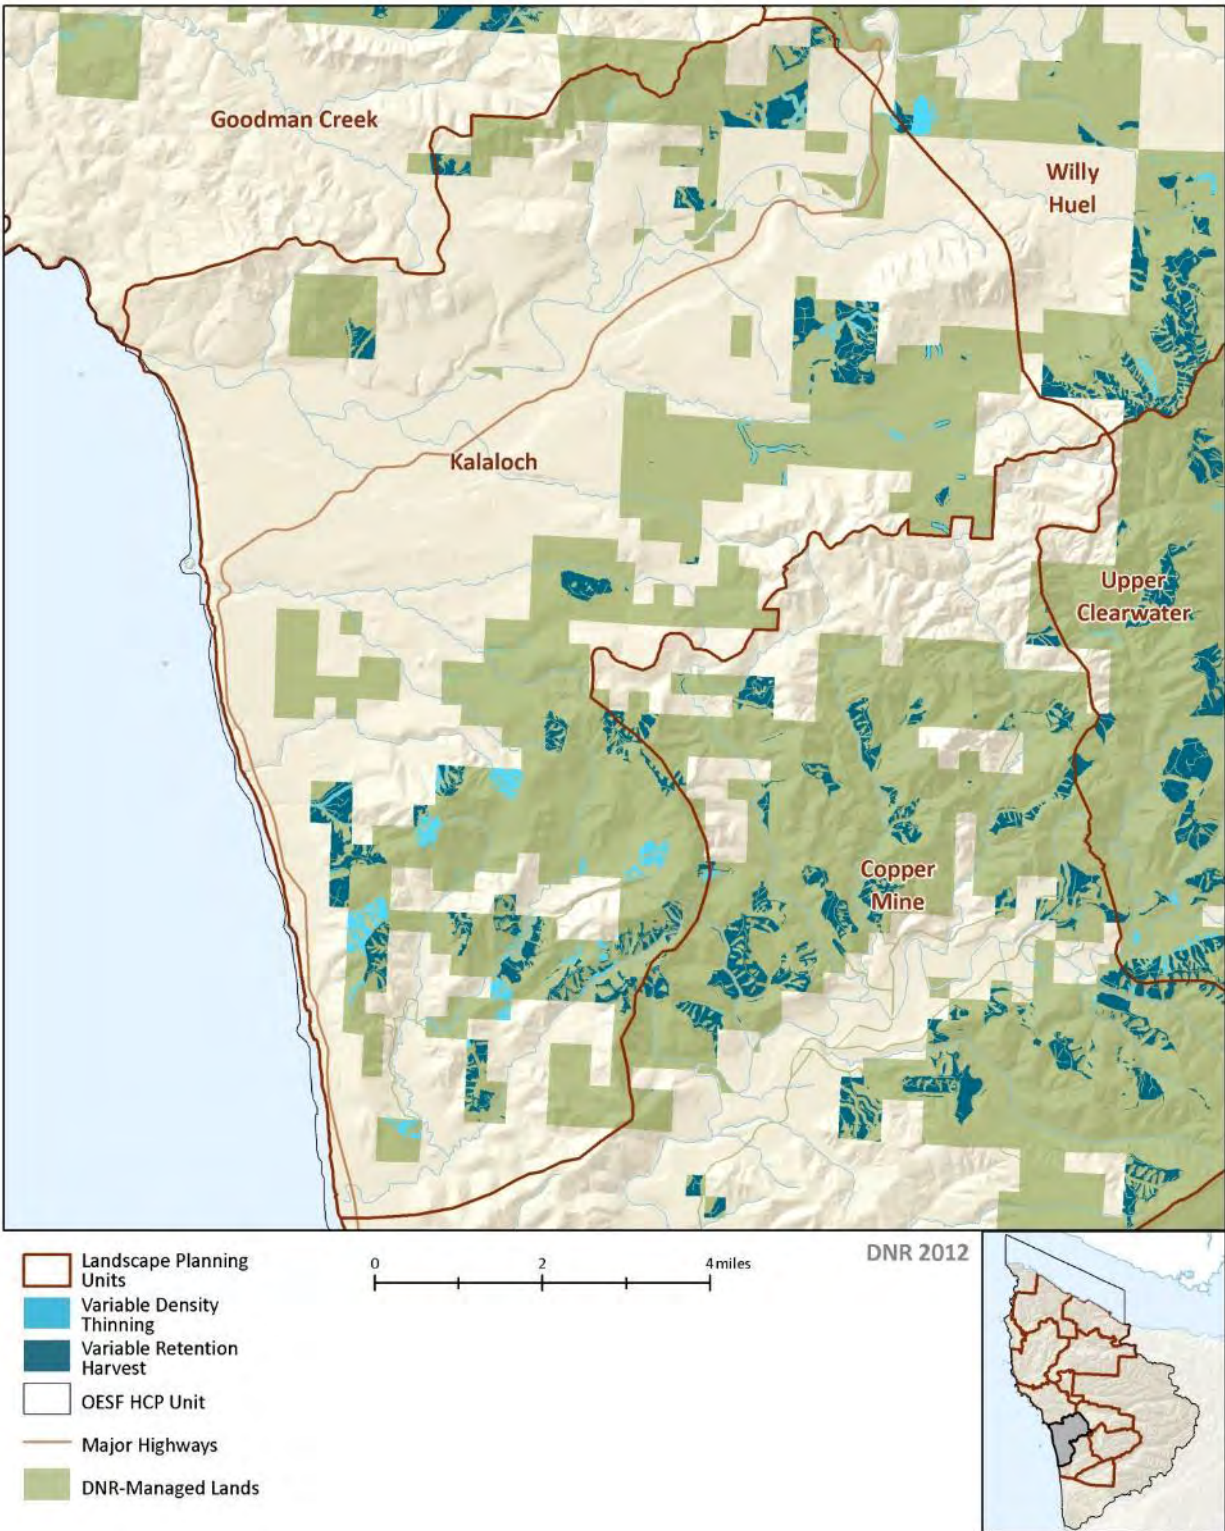 Goodman Creek
Willy
Huel
Kalaloch
Upper
Clearwater
Copper
Mine
Landscape Planning
Units
Variable Density
Thinning
Variable Retention
Harvest
OESF HCP Unit
Major Highways
DNR-Managed Lands
0 2 4 miles
DNR 2012